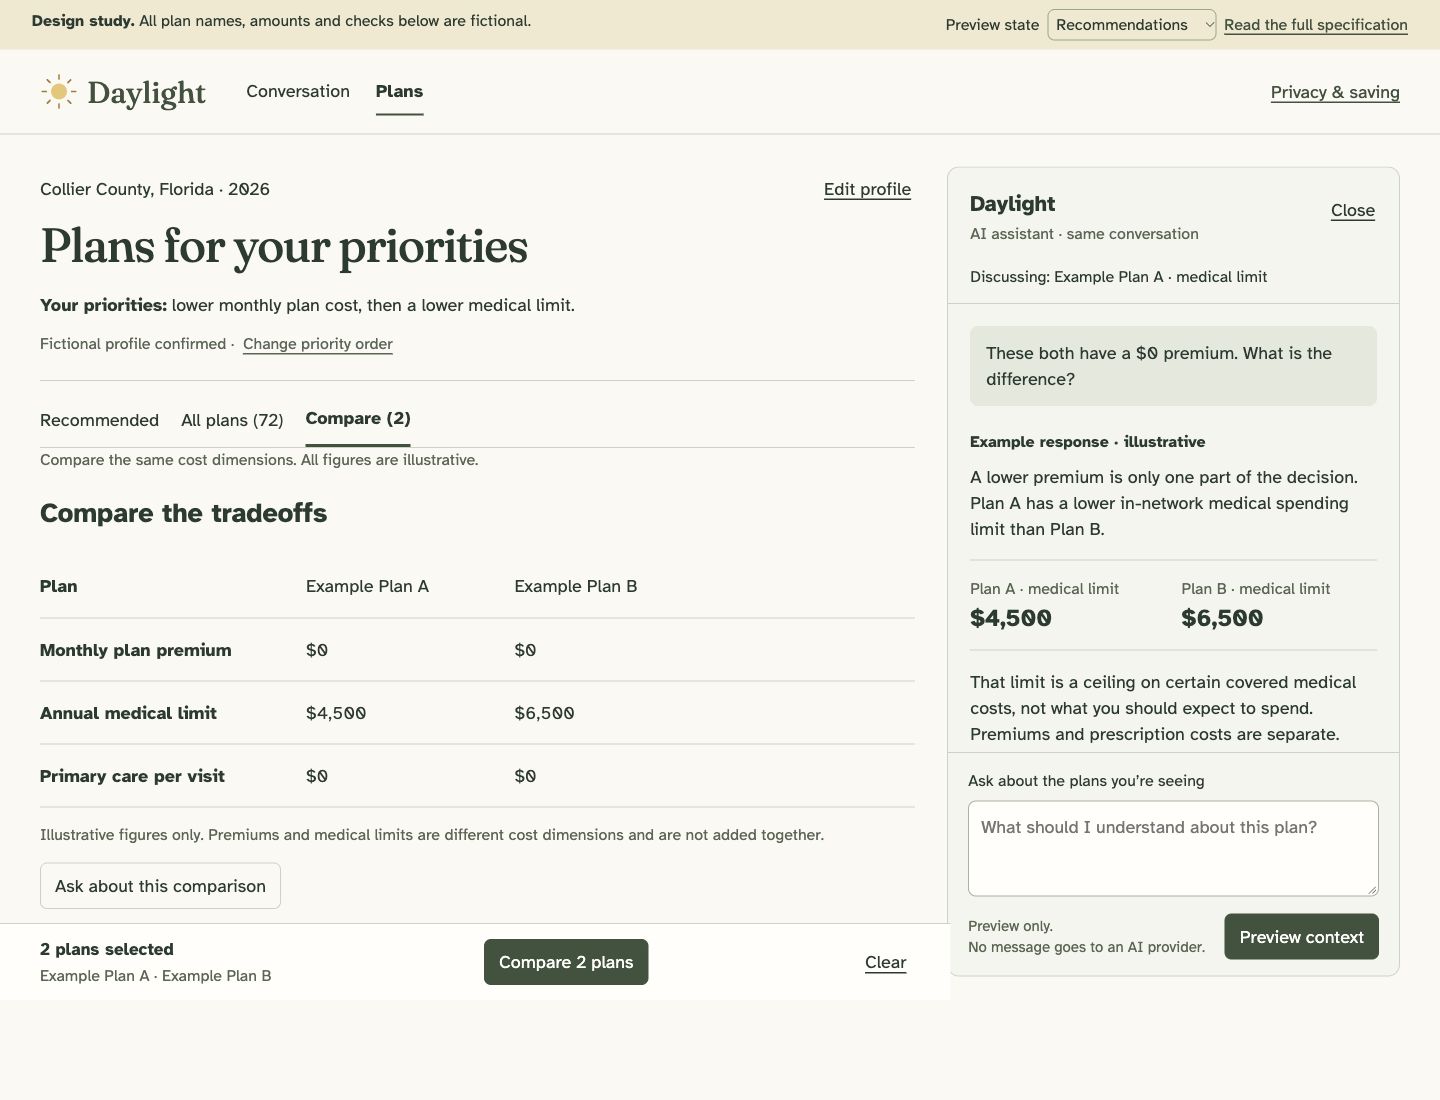 Design study. All plan names, amounts and checks below are fictional.
Preview state Recommendations Read the full specification
Daylight Conversation Plans Privacy & saving
Collier County, Florida · 2026 Edit profile
Plans for your priorities
Your priorities: lower monthly plan cost, then a lower medical limit.
Fictional profile confirmed · Change priority order
Recommended All plans (72) Compare (2)
Compare the same cost dimensions. All figures are illustrative.
Compare the tradeoffs
Plan Example Plan A Example Plan B
Monthly plan premium $0 $0
Annual medical limit $4,500 $6,500
Primary care per visit $0 $0
Illustrative figures only. Premiums and medical limits are different cost dimensions and are not added together.
Ask about this comparison
2 plans selected
Example Plan A · Example Plan B
Compare 2 plans
Clear
Daylight
Close
AI assistant · same conversation
Discussing: Example Plan A · medical limit
These both have a $0 premium. What is the
difference?
Example response · illustrative
A lower premium is only one part of the decision.
Plan A has a lower in-network medical spending
limit than Plan B.
Plan A · medical limit Plan B · medical limit
$4,500 $6,500
That limit is a ceiling on certain covered medical
costs, not what you should expect to spend.
Premiums and prescription costs are separate.
Ask about the plans you’re seeing
What should I understand about this plan?
Preview only.
No message goes to an AI provider.
Preview context